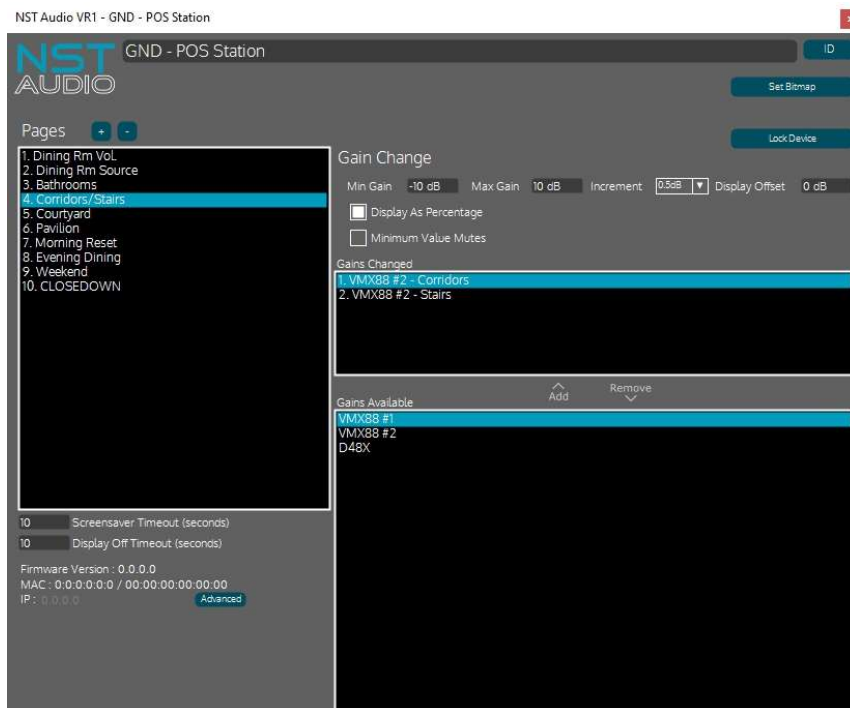 NST Audio VR1 - GND - POS Station
NST AUDIO
GND - POS Station
ID
Set Bitmap
Lock Device
Pages + -
1. Dining Rm Vol.
2. Dining Rm Source
3. Bathrooms
4. Corridors/Stairs
5. Courtyard
6. Pavilion
7. Morning Reset
8. Evening Dining
9. Weekend
10. CLOSEDOWN
10 Screensaver Timeout (seconds)
10 Display Off Timeout (seconds)
Firmware Version : 0.0.0.0
MAC : 0:0:0:0:0:0 / 00:00:00:00:00:00
IP : 0.0.0.0
Advanced
Gain Change
Min Gain -10 dB Max Gain 10 dB Increment 0.5dB Display Offset 0 dB
Display As Percentage
Minimum Value Mutes
Gains Changed
1. VMX88 #2 - Corridors
2. VMX88 #2 - Stairs
Add
Remove
Gains Available
VMX88 #1
VMX88 #2
D48X